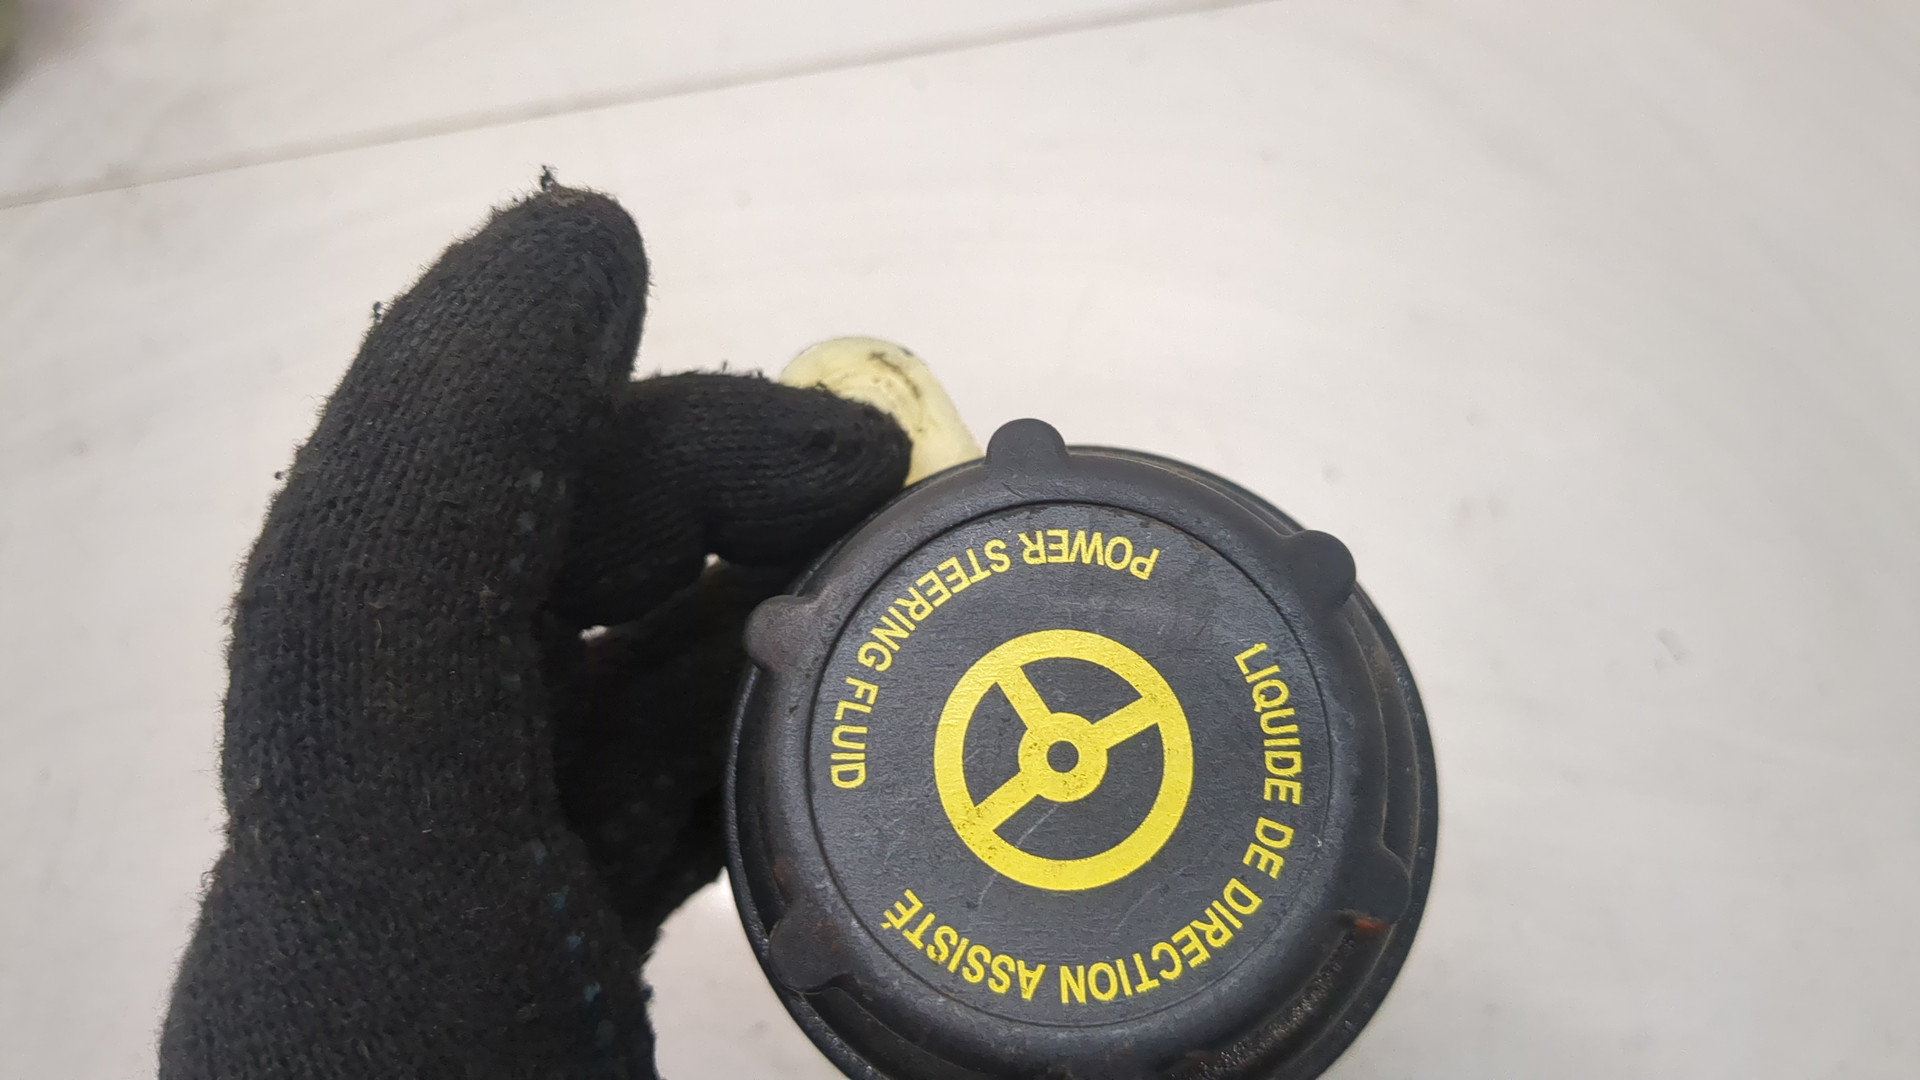 POWER STEERING FLUID
LIQUIDE DE DIRECTION ASSISTÉ